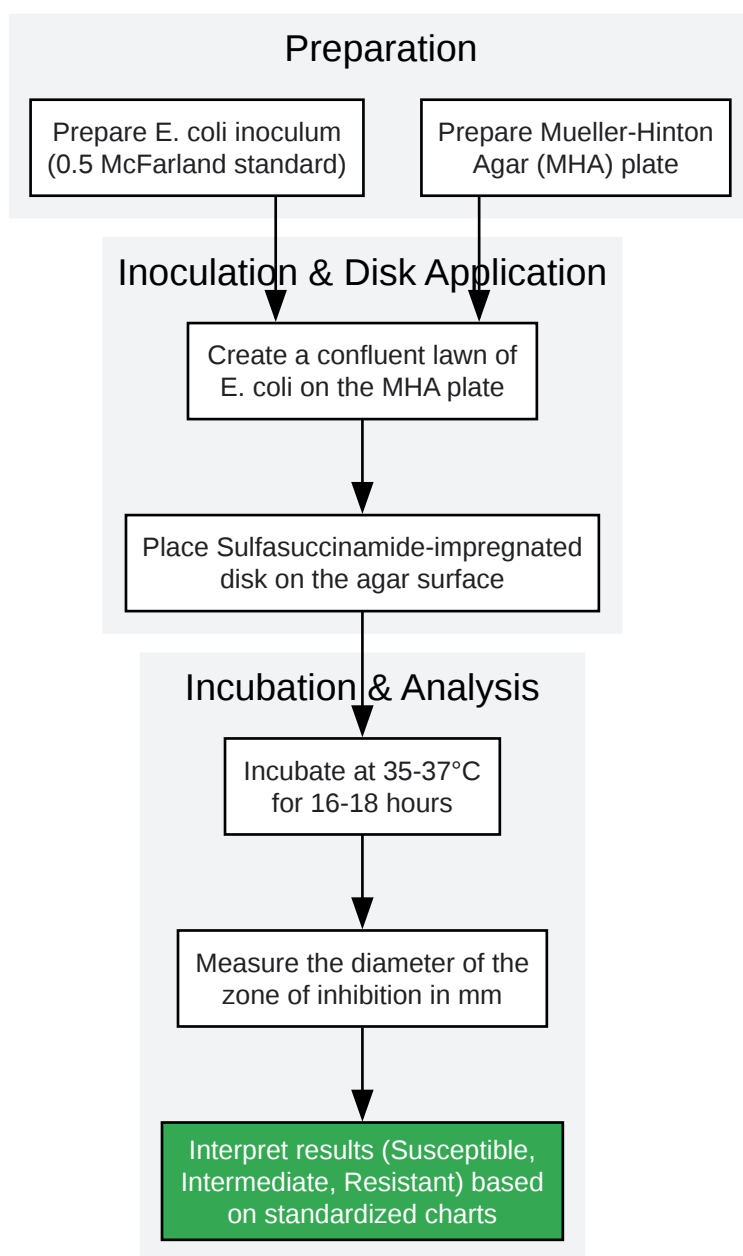 Preparation
Prepare E. coli inoculum
(0.5 McFarland standard)
Prepare Mueller-Hinton
Agar (MHA) plate
Inoculation & Disk Application
Create a confluent lawn of
E. coli on the MHA plate
Place Sulfasuccinamide-impregnated
disk on the agar surface
Incubation & Analysis
Incubate at 35-37°C
for 16-18 hours
Measure the diameter of the
zone of inhibition in mm
Interpret results (Susceptible,
Intermediate, Resistant) based
on standardized charts